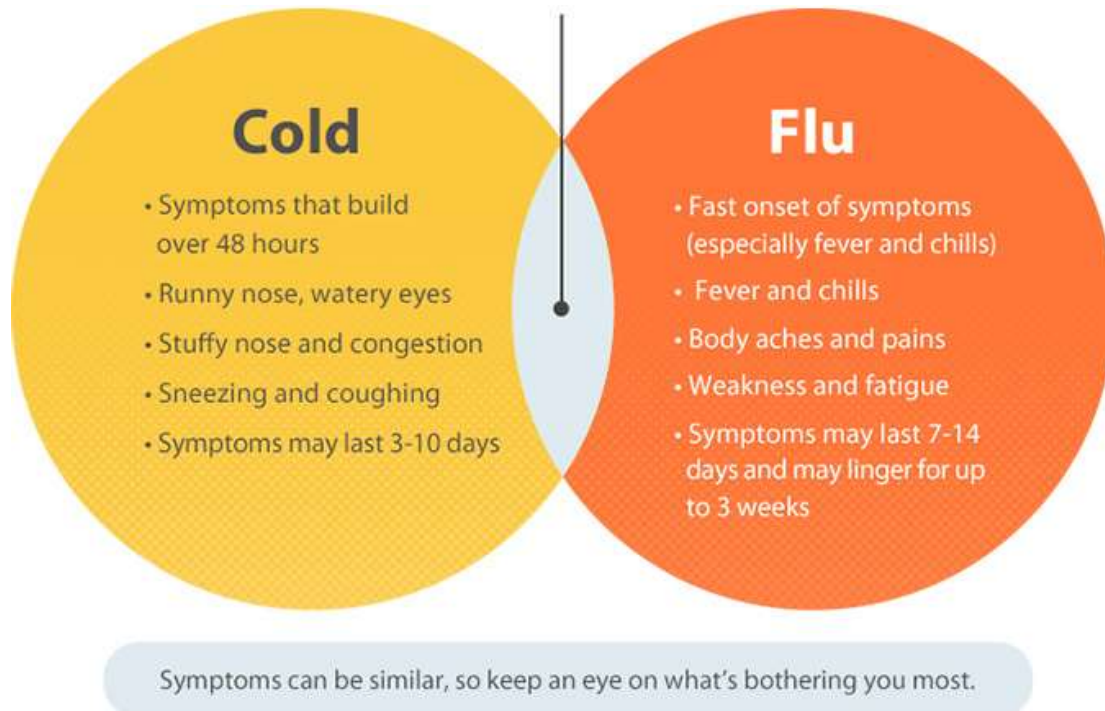 Cold
• Symptoms that build
over 48 hours
• Runny nose, watery eyes
• Stuffy nose and congestion
• Sneezing and coughing
• Symptoms may last 3-10 days
Flu
• Fast onset of symptoms
(especially fever and chills)
• Fever and chills
• Body aches and pains
• Weakness and fatigue
• Symptoms may last 7-14
days and may linger for up
to 3 weeks
Symptoms can be similar, so keep an eye on what's bothering you most.